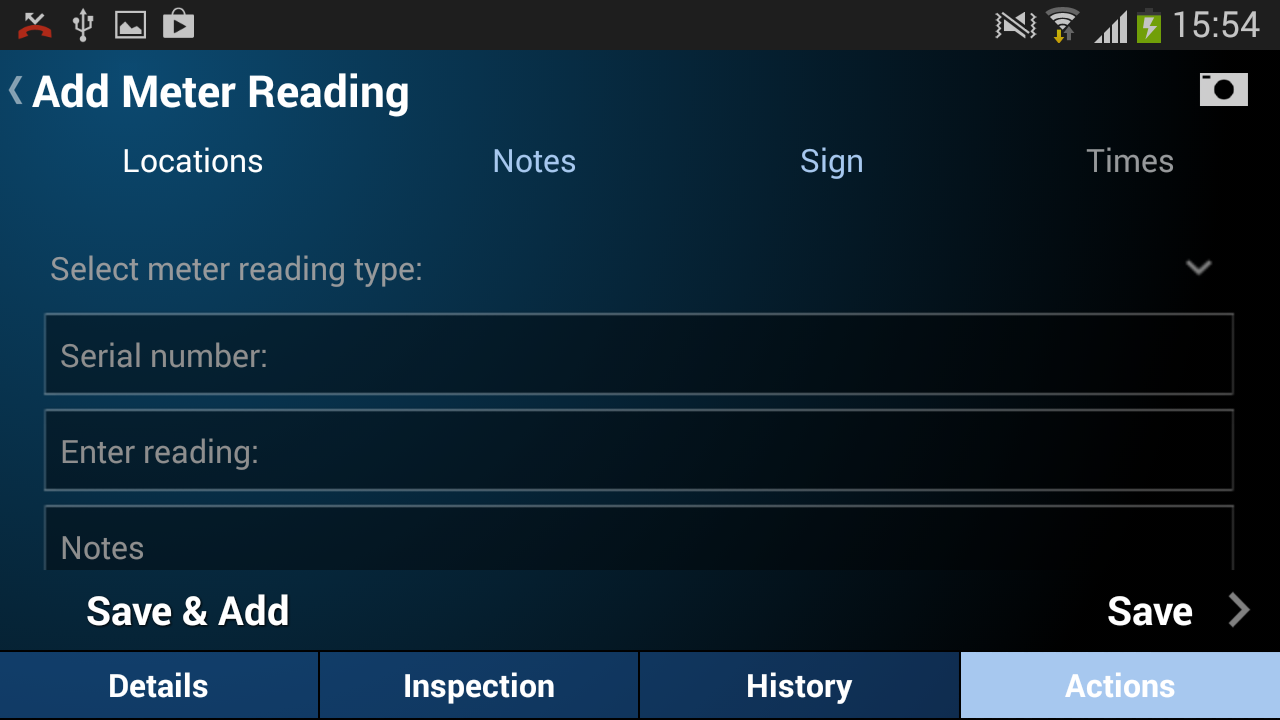 15:54
Add Meter Reading
Locations Notes Sign Times
Select meter reading type:
Serial number:
Enter reading:
Notes
Save & Add Save
Details Inspection History Actions